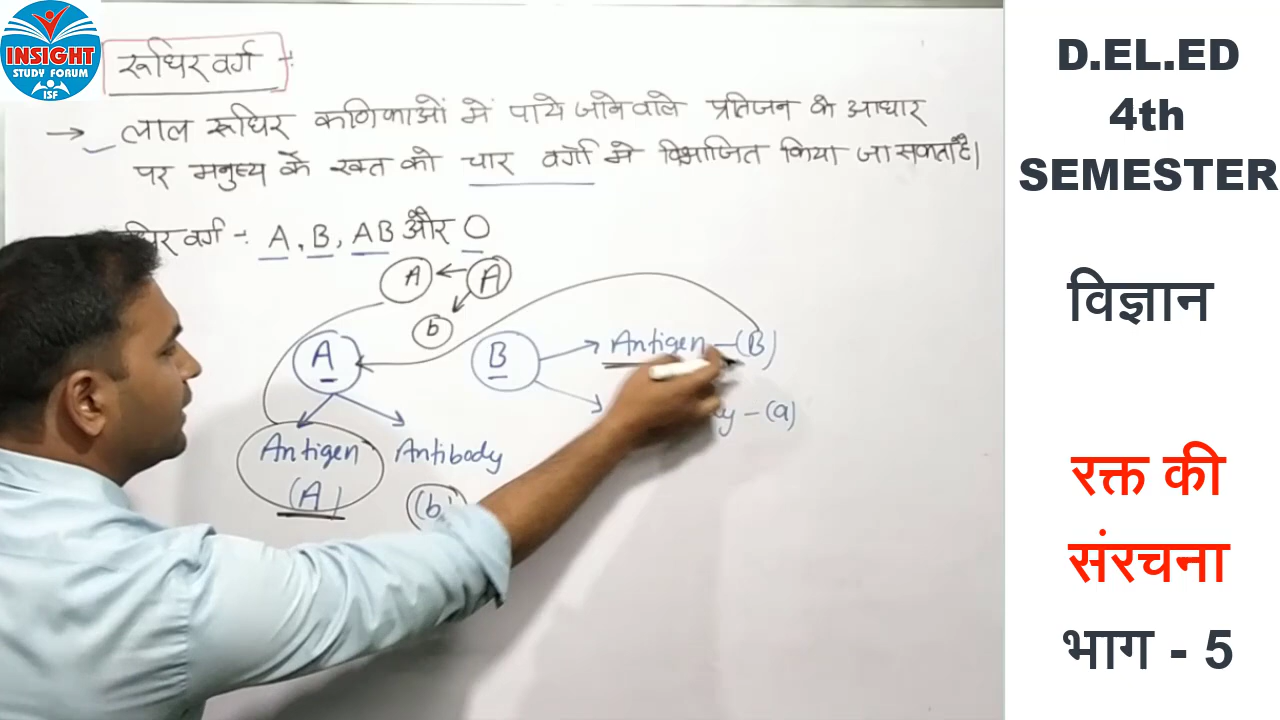 INSIGHT
STUDY FORUM
ISF
रूधिर वर्ग :-
→ लाल रूधिर कणिकाओं में पाये जाने वाले प्रतिजन के आधार
पर मनुष्य के रक्त को चार वर्गो मे विभाजित किया जा सकता है।
वर्ग :- A, B, AB और O
A ← A
b
A
B
Antigen - (B)
- (a)
Antigen
(A)
Antibody
(b)
D.EL.ED
4th
SEMESTER
विज्ञान
रक्त की
संरचना
भाग - 5